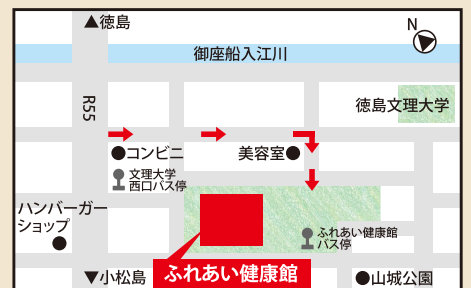 ▲徳島
N
御座船入江川
R55
徳島文理大学
●コンビニ
美容室●
文理大学
西口バス停
ハンバーガー
ショップ
●
ふれあい健康館
バス停
▼小松島
ふれあい健康館
●山城公園